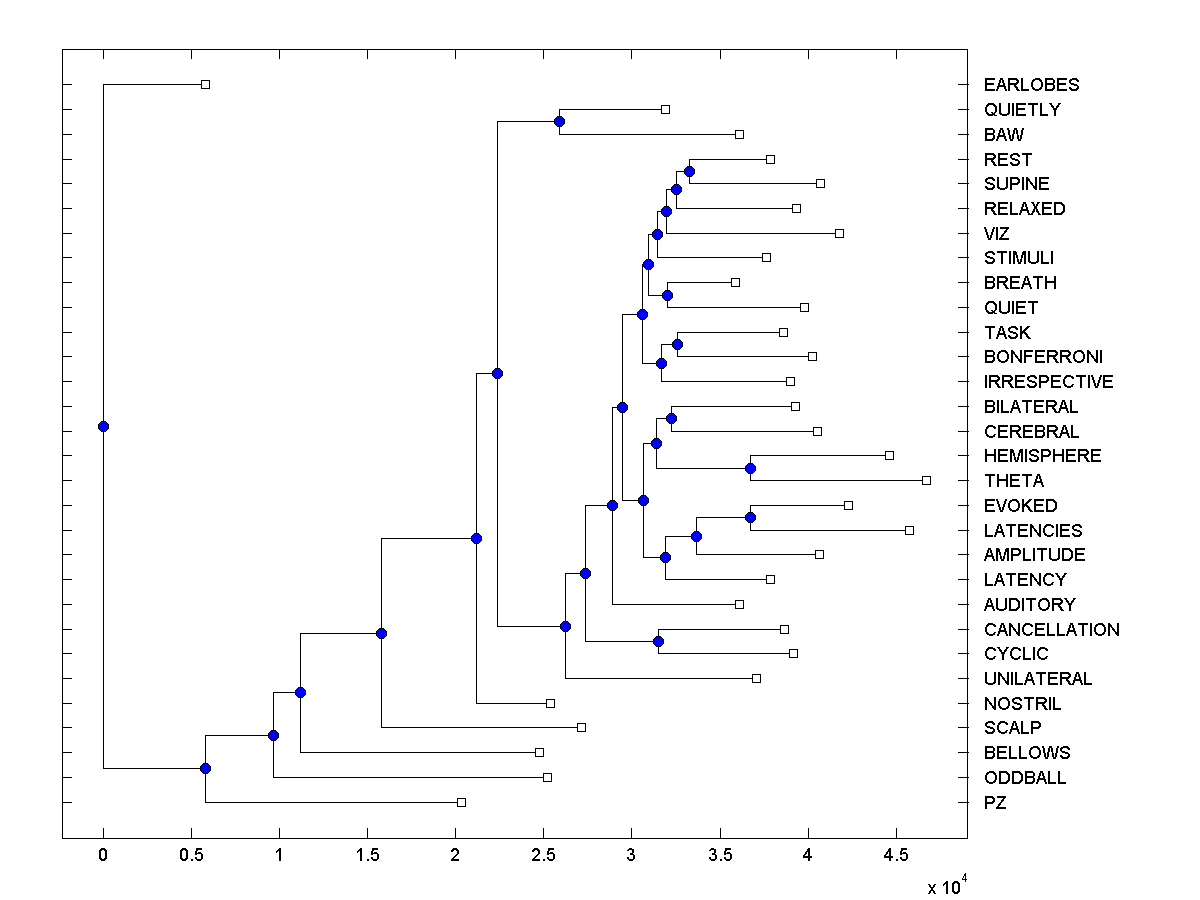 EARLOBES
QUIETLY
BAW
REST
SUPINE
RELAXED
VIZ
STIMULI
BREATH
QUIET
TASK
BONFERRONI
IRRESPECTIVE
BILATERAL
CEREBRAL
HEMISPHERE
THETA
EVOKED
LATENCIES
AMPLITUDE
LATENCY
AUDITORY
CANCELLATION
CYCLIC
UNILATERAL
NOSTRIL
SCALP
BELLOWS
ODDBALL
PZ
0 0.5 1 1.5 2 2.5 3 3.5 4 4.5
x 10^4